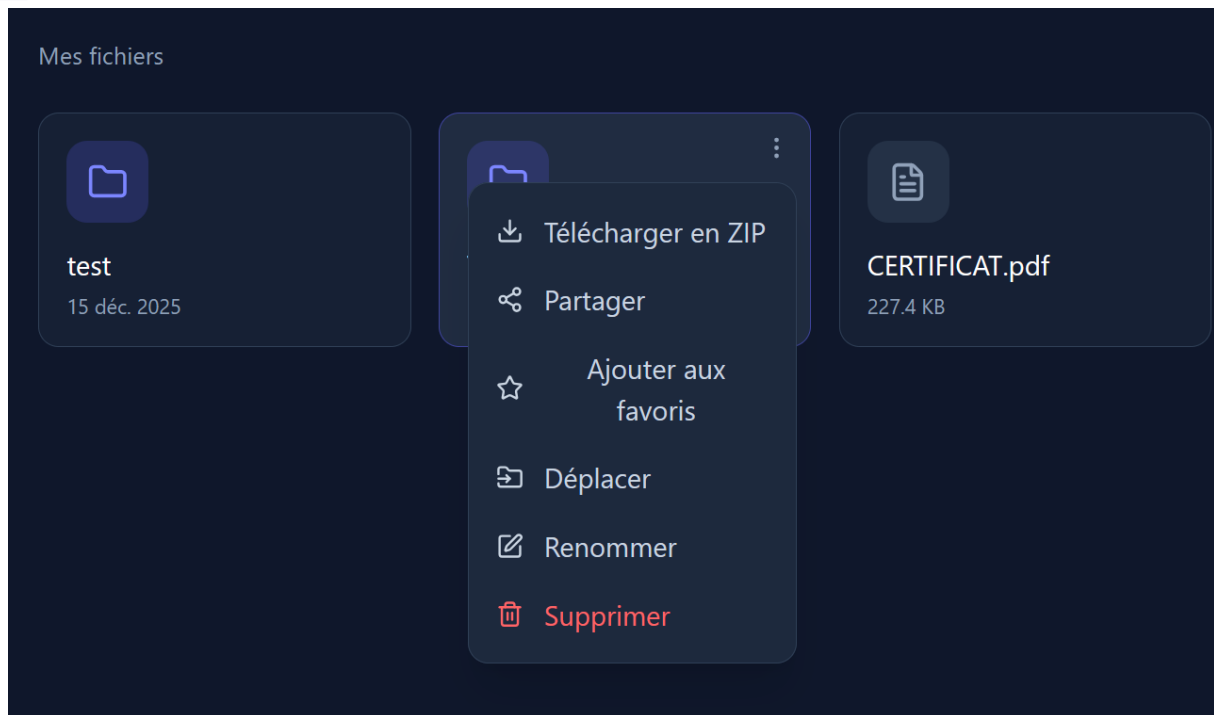 Mes fichiers
test
15 déc. 2025
Télécharger en ZIP
Partager
Ajouter aux
favoris
Déplacer
Renommer
Supprimer
CERTIFICAT.pdf
227.4 KB